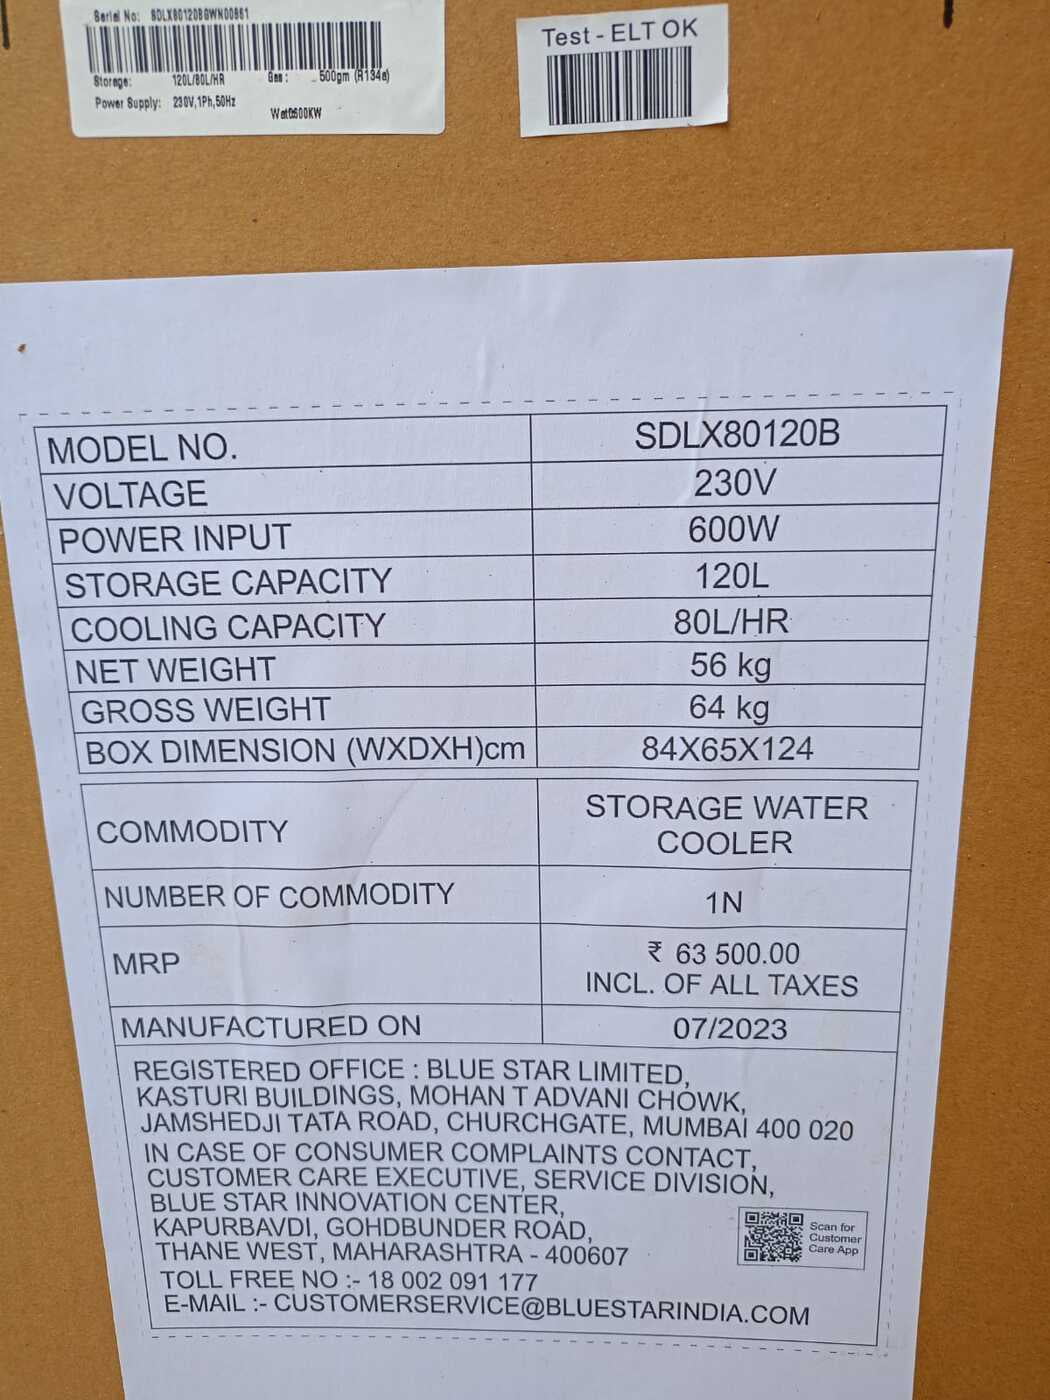 Serial No:
Storage: 120L/80L/HR Gas : 500gm (R134a)
Power Supply: 230V,1Ph,50Hz
Test - ELT OK
MODEL NO. SDLX80120B
VOLTAGE 230V
POWER INPUT 600W
STORAGE CAPACITY 120L
COOLING CAPACITY 80L/HR
NET WEIGHT 56 kg
GROSS WEIGHT 64 kg
BOX DIMENSION (WXDXH)cm 84X65X124
COMMODITY STORAGE WATER
COOLER
NUMBER OF COMMODITY 1N
MRP ₹ 63 500.00
INCL. OF ALL TAXES
MANUFACTURED ON 07/2023
REGISTERED OFFICE : BLUE STAR LIMITED,
KASTURI BUILDINGS, MOHAN T ADVANI CHOWK,
JAMSHEDJI TATA ROAD, CHURCHGATE, MUMBAI 400 020
IN CASE OF CONSUMER COMPLAINTS CONTACT,
CUSTOMER CARE EXECUTIVE, SERVICE DIVISION,
BLUE STAR INNOVATION CENTER,
KAPURBAVDI, GOHDBUNDER ROAD,
THANE WEST, MAHARASHTRA - 400607
TOLL FREE NO :- 18 002 091 177
E-MAIL :- CUSTOMERSERVICE@BLUESTARINDIA.COM
Scan for
Customer
Care App